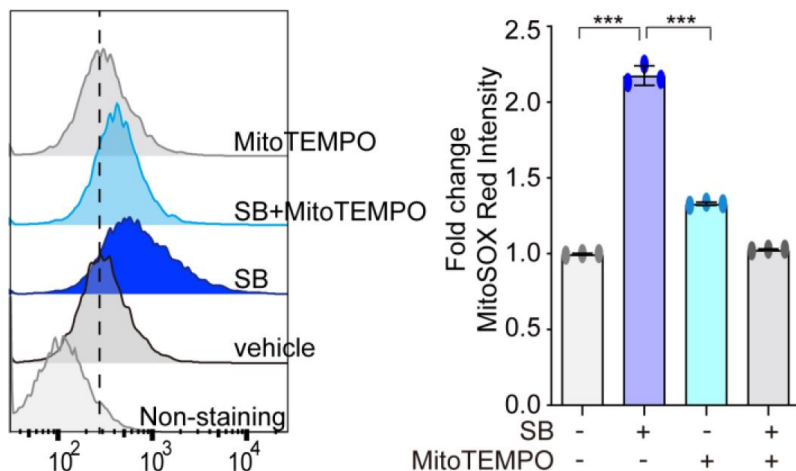 MitoTEMPO
SB+MitoTEMPO
SB
vehicle
Non-staining
10² 10³ 10⁴
*** ***
Fold change
MitoSOX Red Intensity
2.5
2.0
1.5
1.0
0.5
0.0
SB - + - +
MitoTEMPO - - + +